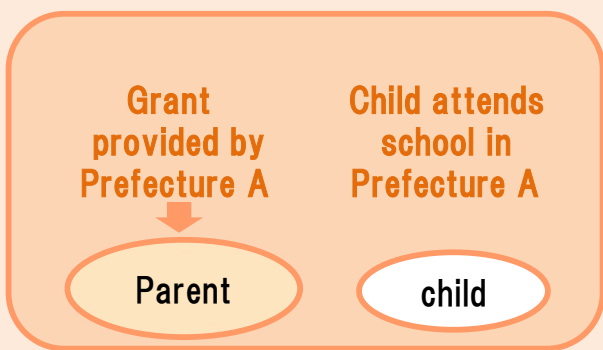 Grant
provided by
Prefecture A
Child attends
school in
Prefecture A
Parent
child